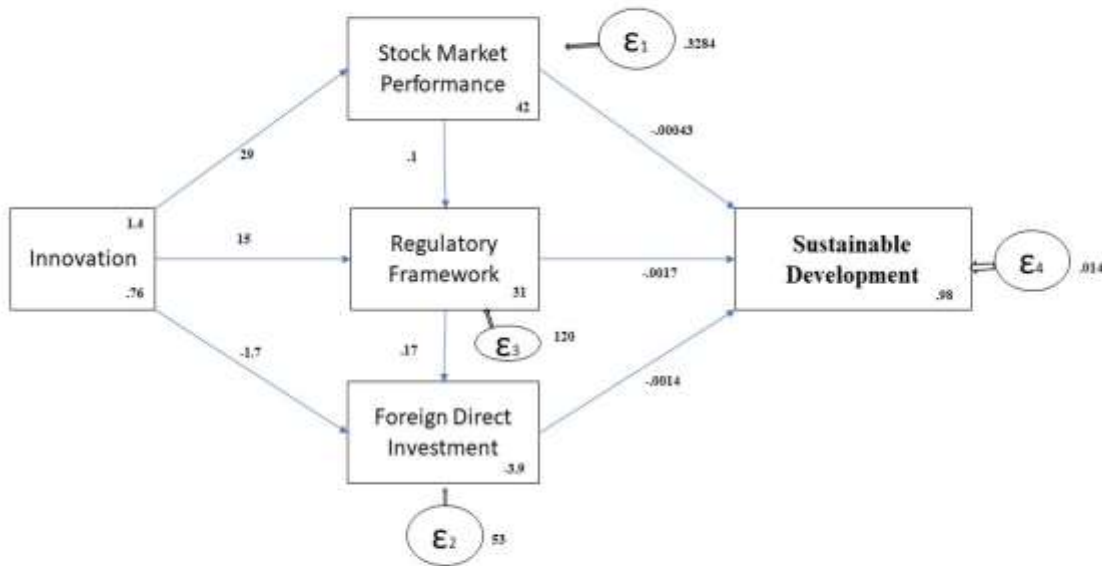 ε1
.3284
Stock Market
Performance
42
29
.1
-.00043
1.4
Innovation
.76
15
Regulatory
Framework
31
-.0017
Sustainable
Development
.98
ε4
.014
ε3
120
-1.7
.17
-.0014
Foreign Direct
Investment
-3.9
ε2
53